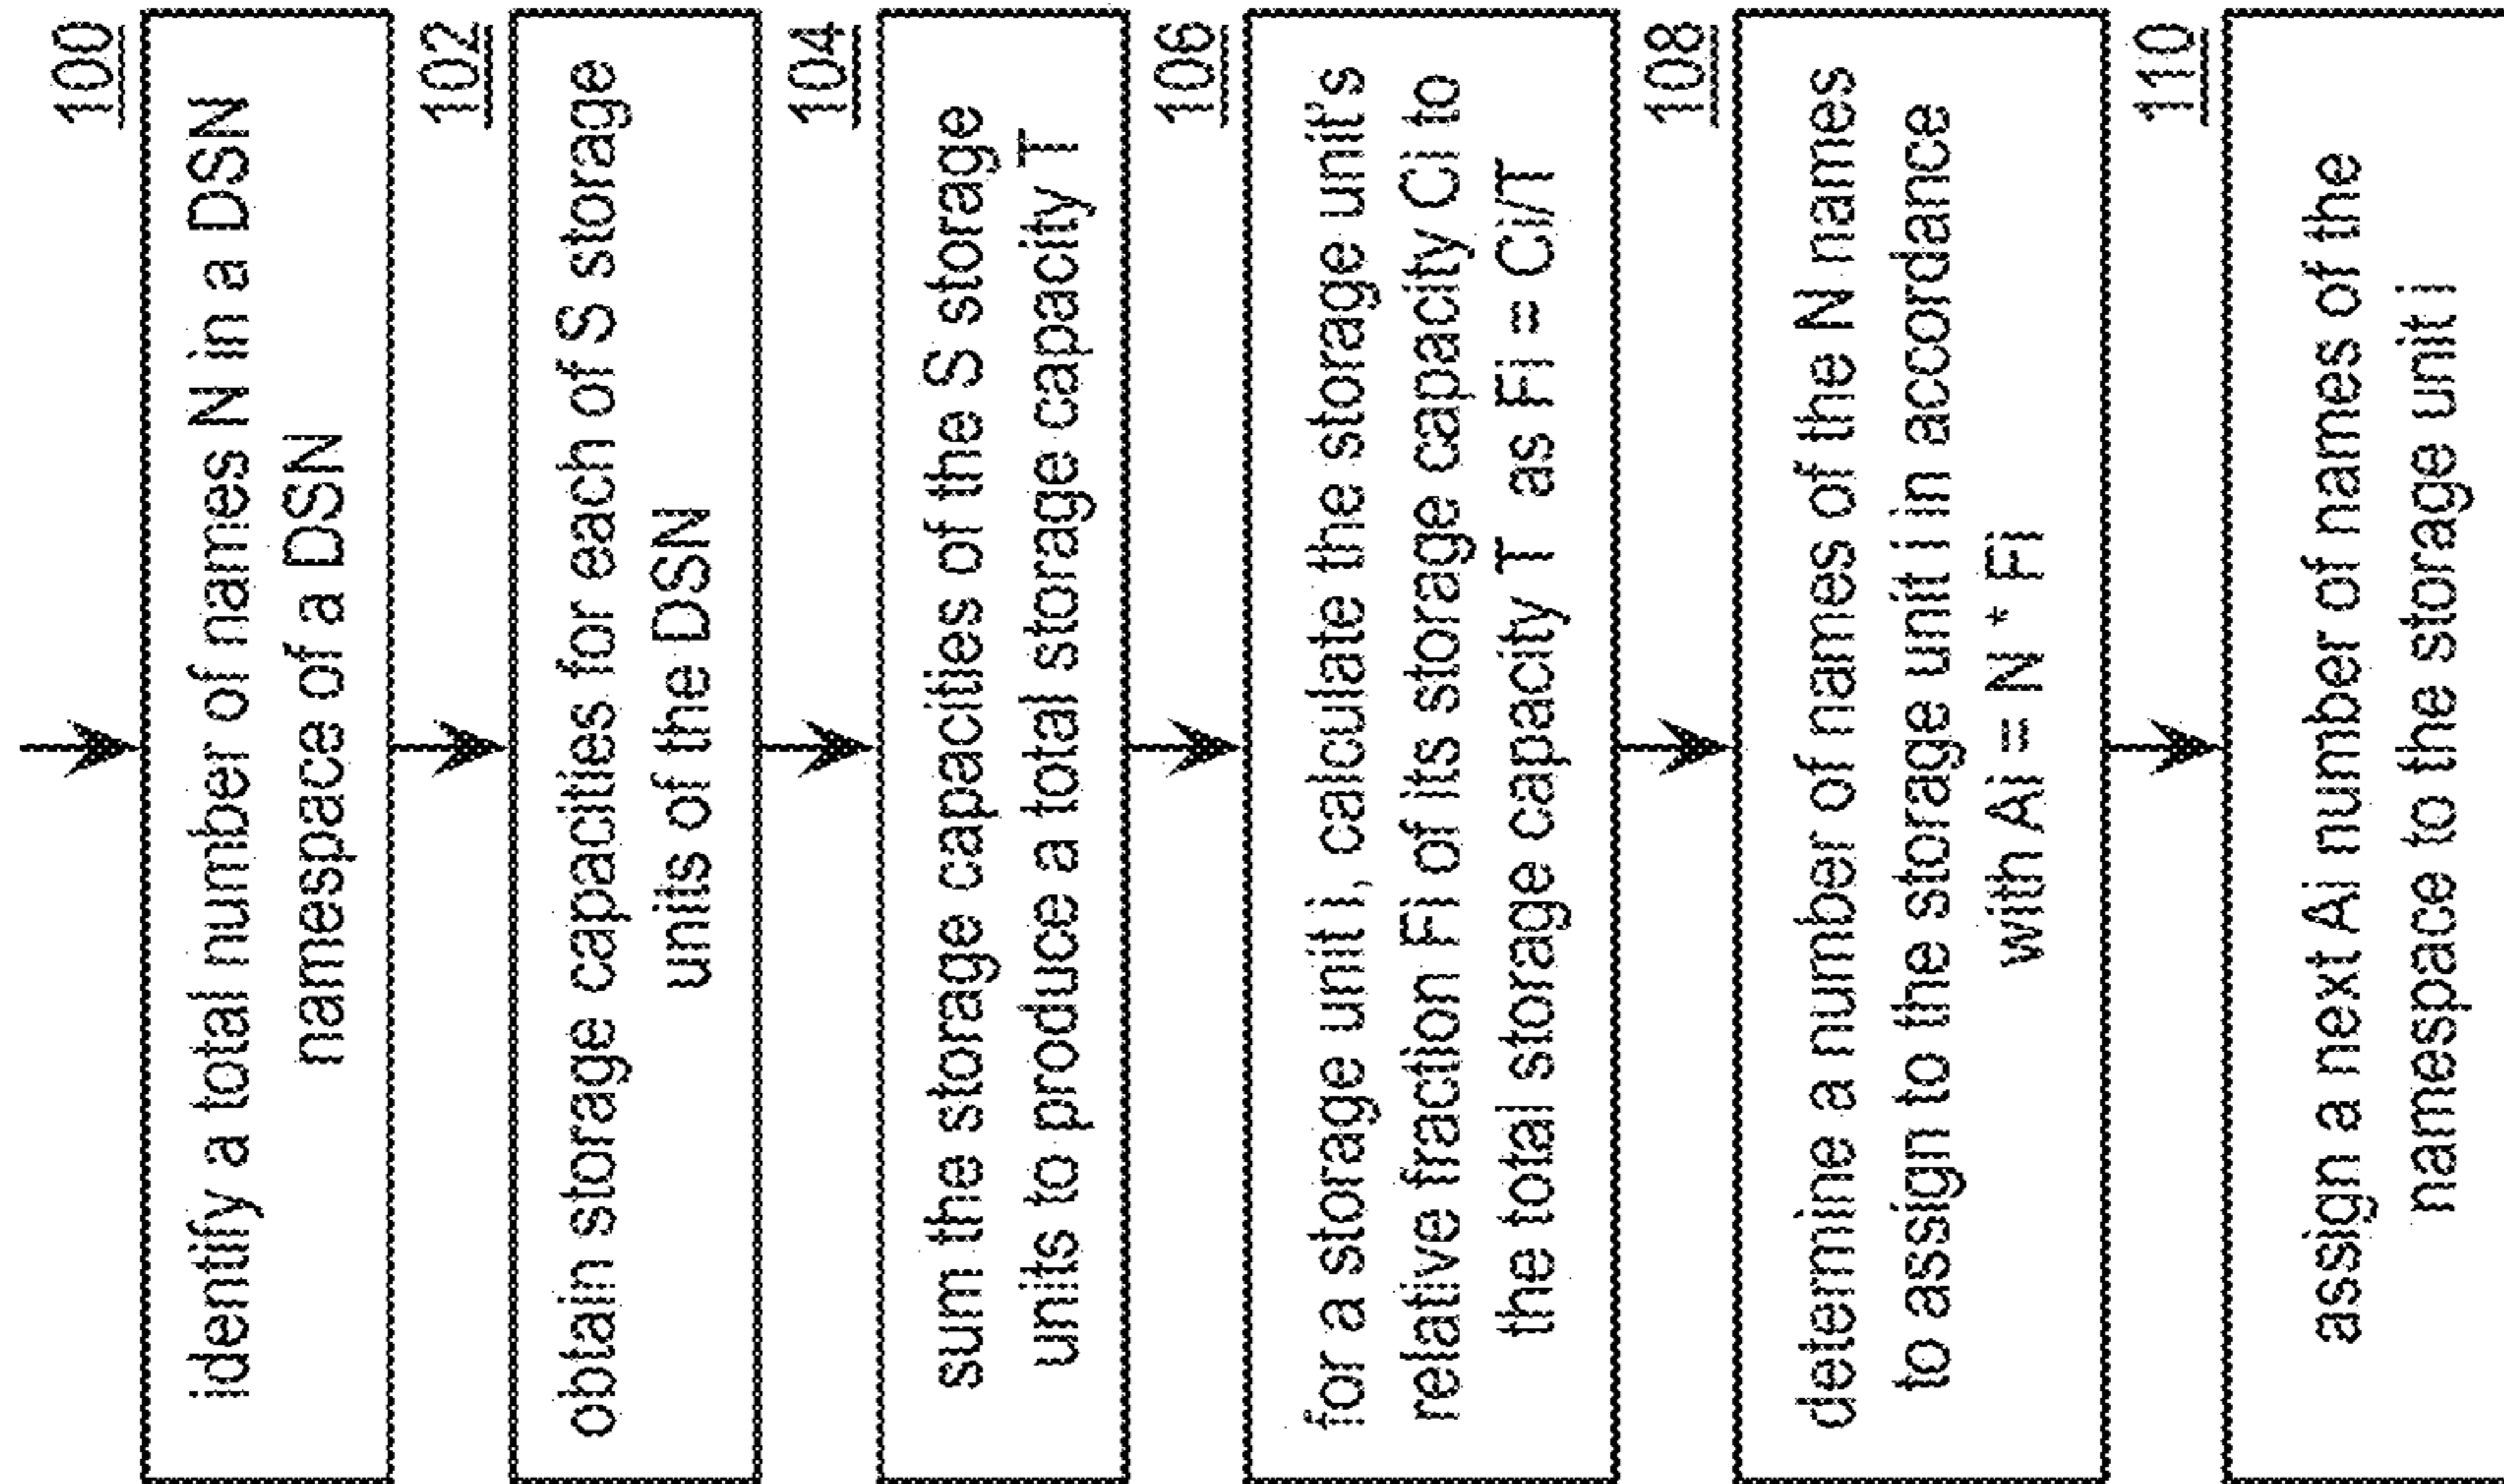 100
identify a total number of names N in a DSN
namespace of a DSN
102
obtain storage capacities for each of S storage
units of the DSN
104
sum the storage capacities of the S storage
units to produce a total storage capacity T
106
for a storage unit i, calculate the storage unit's
relative fraction Fi of its storage capacity Ci to
the total storage capacity T as Fi = Ci/T
108
determine a number of names of the N names
to assign to the storage unit i in accordance
with Ai = N * Fi
110
assign a next Ai number of names of the
namespace to the storage unit i